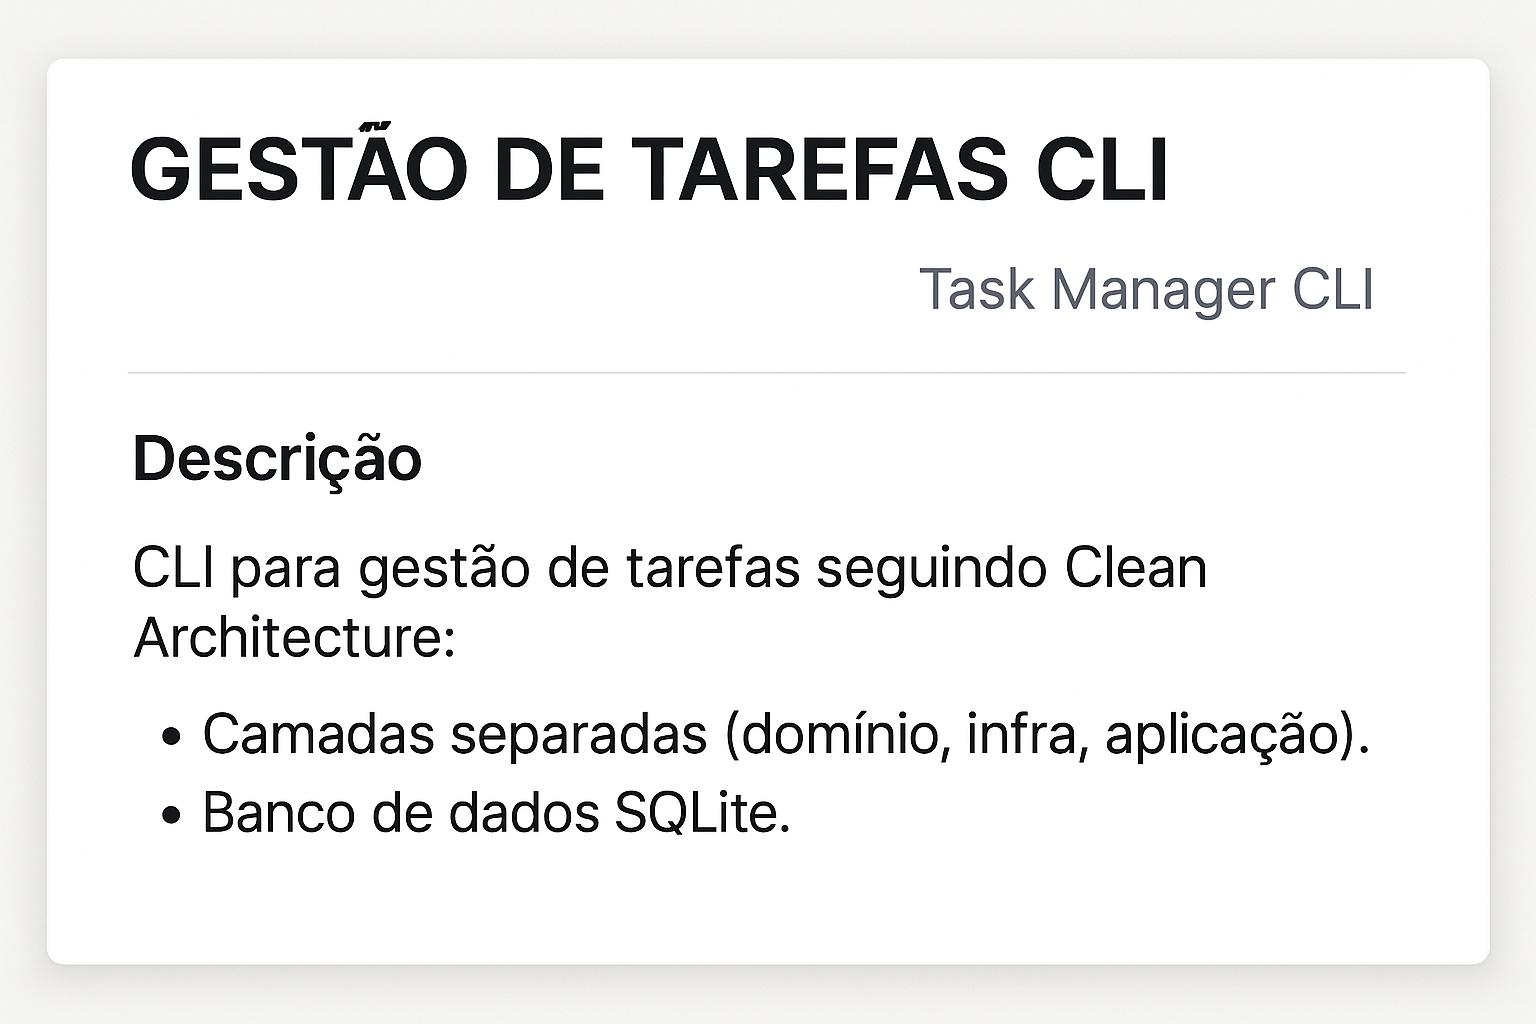 GESTÃO DE TAREFAS CLI
Task Manager CLI
Descrição
CLI para gestão de tarefas seguindo Clean
Architecture:
• Camadas separadas (domínio, infra, aplicação).
• Banco de dados SQLite.